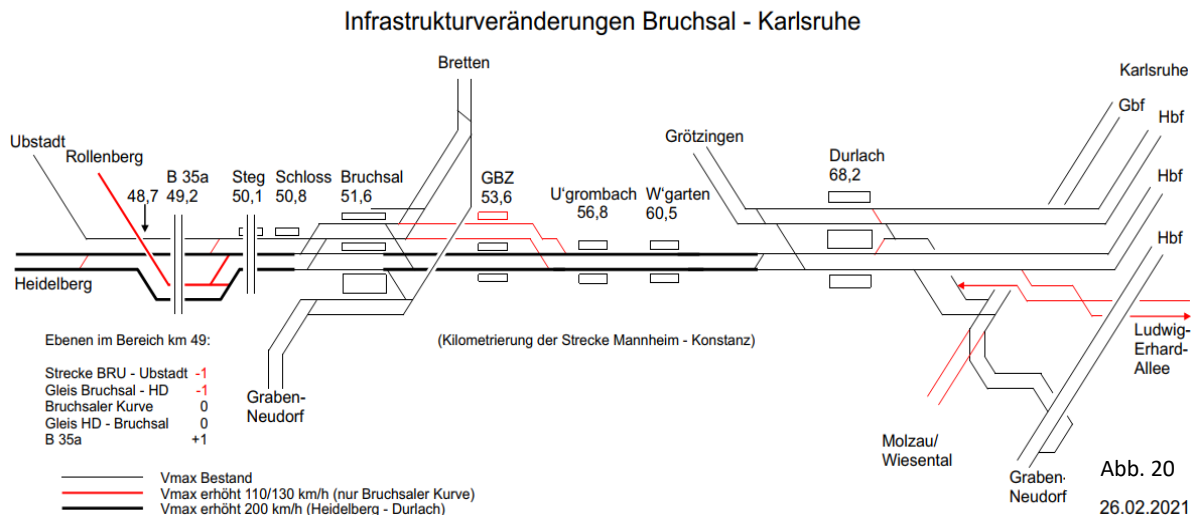 Infrastrukturveränderungen Bruchsal - Karlsruhe
Bretten
Karlsruhe
Gbf
Hbf
Ubstadt
Rollenberg
Grötzingen
Durlach
68,2
B 35a
49,2
48,7
Steg
50,1
Schloss
50,8
Bruchsal
51,6
GBZ
53,6
U'grombach
56,8
W'garten
60,5
Hbf
Hbf
Heidelberg
Ebenen im Bereich km 49:
(Kilometrierung der Strecke Mannheim - Konstanz)
Strecke BRU - Ubstadt -1
Gleis Bruchsal - HD -1
Bruchsaler Kurve 0
Gleis HD - Bruchsal 0
B 35a +1
Graben-
Neudorf
Ludwig-
Erhard-
Allee
Molzau/
Wiesental
Graben-
Neudorf
Abb. 20
26.02.2021
Vmax Bestand
Vmax erhöht 110/130 km/h (nur Bruchsaler Kurve)
Vmax erhöht 200 km/h (Heidelberg - Durlach)